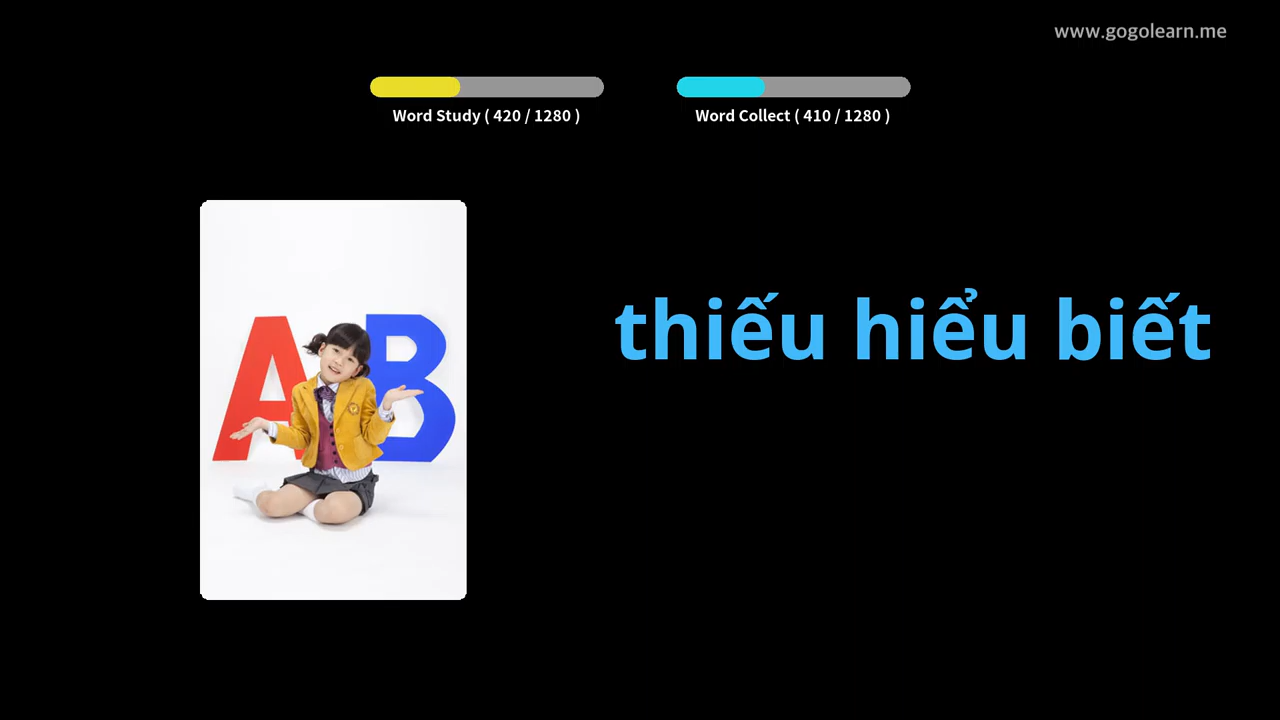 www.gogolearn.me
Word Study ( 420 / 1280 )
Word Collect ( 410 / 1280 )
A B
thiếu hiểu biết